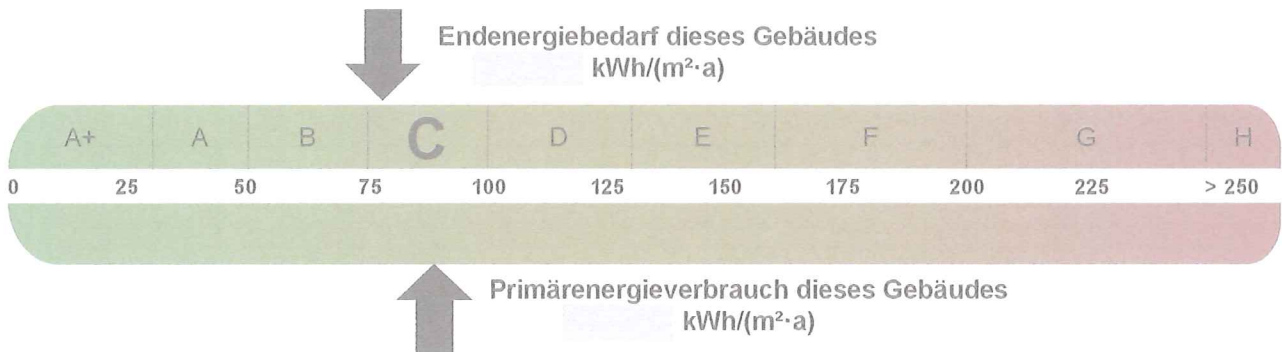 Endenergiebedarf dieses Gebäudes
kWh/(m²·a)
A+ A B C D E F G H
0 25 50 75 100 125 150 175 200 225 > 250
Primärenergieverbrauch dieses Gebäudes
kWh/(m²·a)